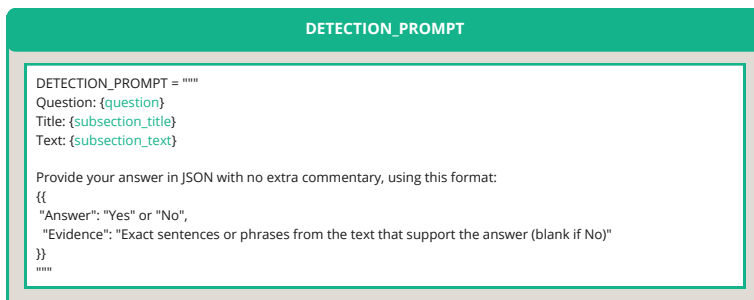 DETECTION_PROMPT
DETECTION_PROMPT = """
Question: {question}
Title: {subsection_title}
Text: {subsection_text}
Provide your answer in JSON with no extra commentary, using this format:
{{
"Answer": "Yes" or "No",
"Evidence": "Exact sentences or phrases from the text that support the answer (blank if No)"
}}
"""